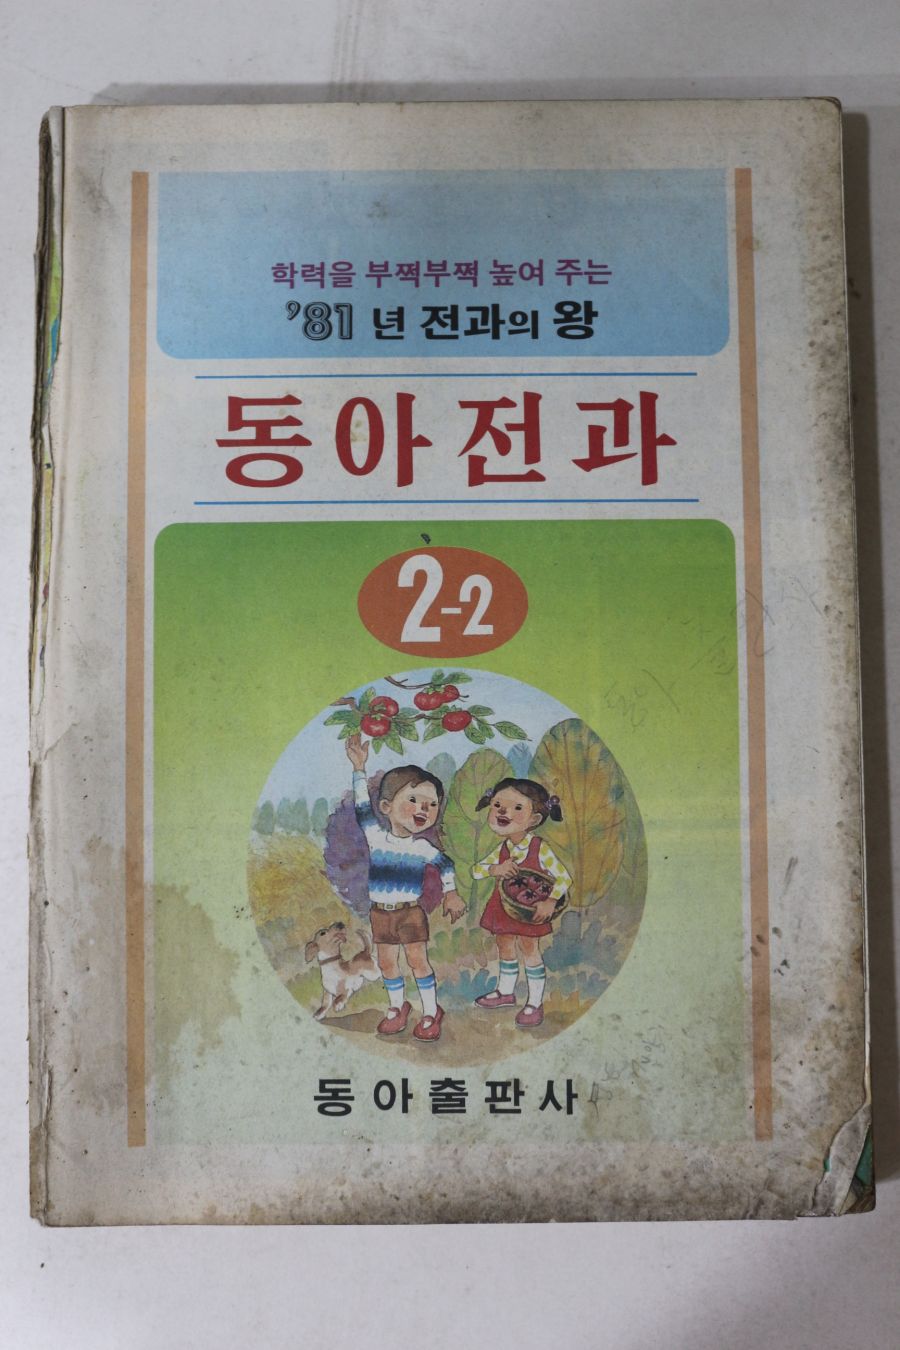 학력을 부쩍부쩍 높여 주는
’81 년 전과의 왕
동아전과
2-2
동아출판사